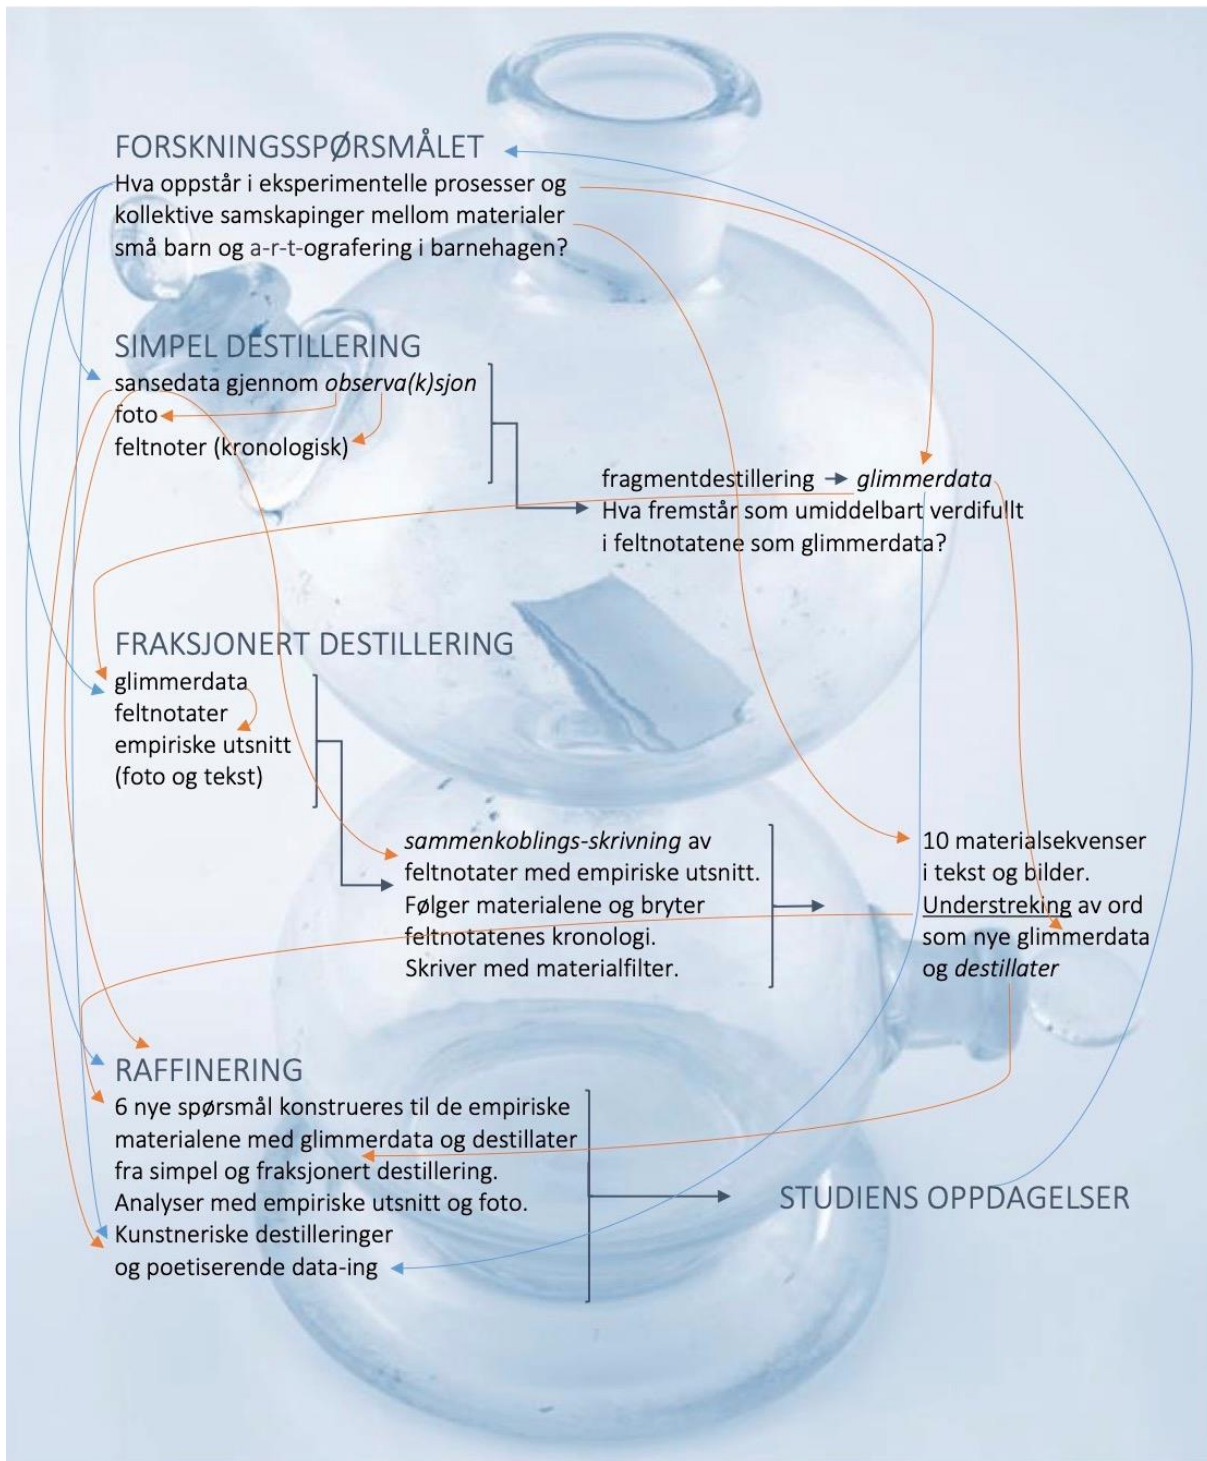 FORSKNINGSSPØRSMÅLET
Hva oppstår i eksperimentelle prosesser og
kollektive samskapinger mellom materialer
små barn og a-r-t-ografering i barnehagen?
SIMPEL DESTILLERING
sansedata gjennom observa(k)sjon
foto
feltnoter (kronologisk)
fragmentdestillering → glimmerdata
Hva fremstår som umiddelbart verdifullt
i feltnotatene som glimmerdata?
FRAKSJONERT DESTILLERING
glimmerdata
feltnotater
empiriske utsnitt
(foto og tekst)
sammenkoblings-skrivning av
feltnotater med empiriske utsnitt.
Følger materialene og bryter
feltnotatenes kronologi.
Skriver med materialfilter.
10 materialsekvenser
i tekst og bilder.
Understreking av ord
som nye glimmerdata
og destillater
RAFFINERING
6 nye spørsmål konstrueres til de empiriske
materialene med glimmerdata og destillater
fra simpel og fraksjonert destillering.
Analyser med empiriske utsnitt og foto.
Kunstneriske destilleringer
og poetiserende data-ing
STUDIENS OPPDAGELSER